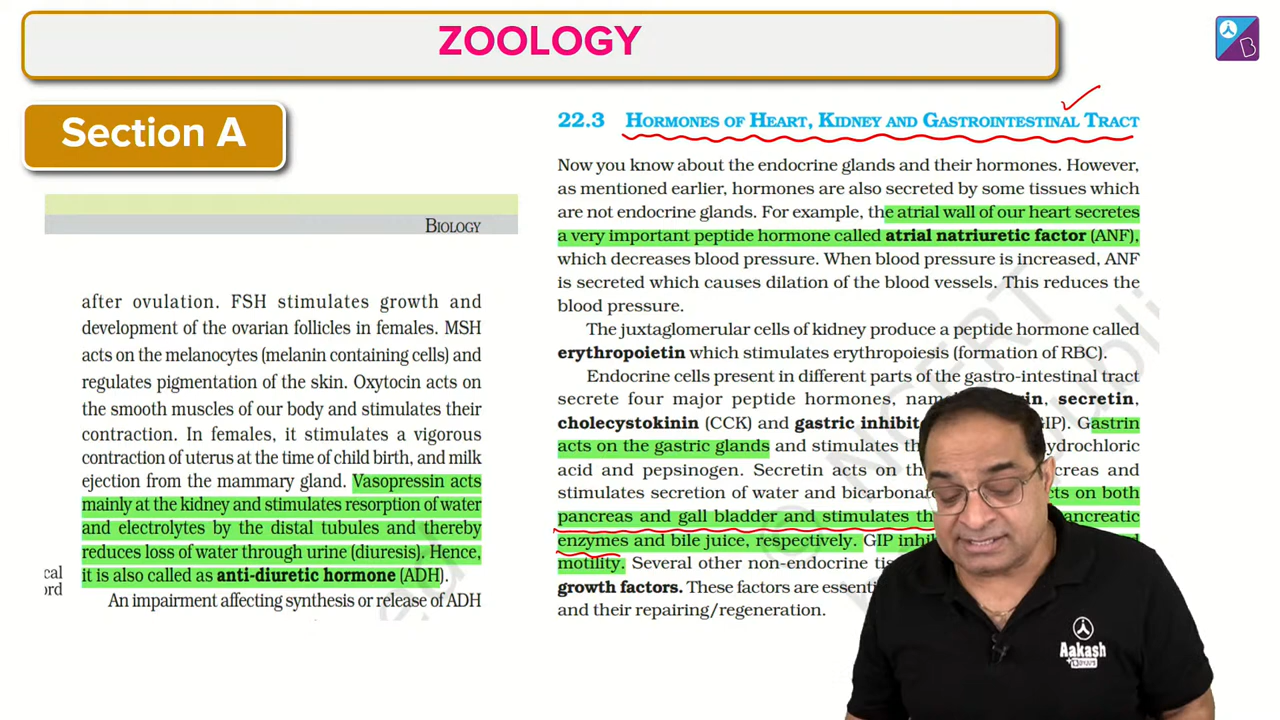 ZOOLOGY
Section A
BIOLOGY
after ovulation. FSH stimulates growth and
development of the ovarian follicles in females. MSH
acts on the melanocytes (melanin containing cells) and
regulates pigmentation of the skin. Oxytocin acts on
the smooth muscles of our body and stimulates their
contraction. In females, it stimulates a vigorous
contraction of uterus at the time of child birth, and milk
ejection from the mammary gland. Vasopressin acts
mainly at the kidney and stimulates resorption of water
and electrolytes by the distal tubules and thereby
reduces loss of water through urine (diuresis). Hence,
it is also called as anti-diuretic hormone (ADH).
An impairment affecting synthesis or release of ADH
22.3 HORMONES OF HEART, KIDNEY AND GASTROINTESTINAL TRACT
Now you know about the endocrine glands and their hormones. However,
as mentioned earlier, hormones are also secreted by some tissues which
are not endocrine glands. For example, the atrial wall of our heart secretes
a very important peptide hormone called atrial natriuretic factor (ANF),
which decreases blood pressure. When blood pressure is increased, ANF
is secreted which causes dilation of the blood vessels. This reduces the
blood pressure.
The juxtaglomerular cells of kidney produce a peptide hormone called
erythropoietin which stimulates erythropoiesis (formation of RBC).
Endocrine cells present in different parts of the gastro-intestinal tract
secrete four major peptide hormones, secretin,
cholecystokinin (CCK) and gastric Gastrin
acts on the gastric glands and
acid and pepsinogen. Secretin acts on and
stimulates secretion of water and on both
pancreas and gall bladder and stimulates pancreatic
enzymes and bile juice, respectively. GIP
motility. Several other non-endocrine
growth factors. These factors are
and their repairing/regeneration.
Aakash